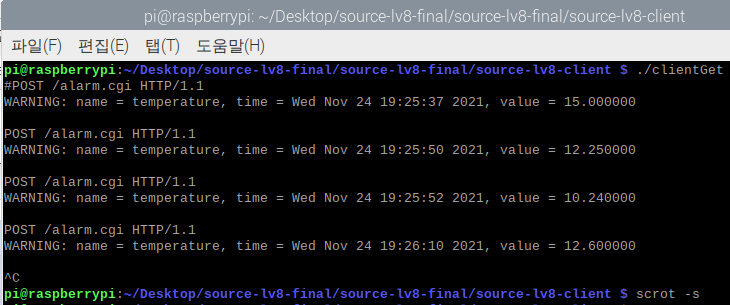 pi@raspberrypi: ~/Desktop/source-lv8-final/source-lv8-final/source-lv8-client
파일(F) 편집(E) 탭(T) 도움말(H)
pi@raspberrypi:~/Desktop/source-lv8-final/source-lv8-final/source-lv8-client $ ./clientGet
#POST /alarm.cgi HTTP/1.1
WARNING: name = temperature, time = Wed Nov 24 19:25:37 2021, value = 15.000000
POST /alarm.cgi HTTP/1.1
WARNING: name = temperature, time = Wed Nov 24 19:25:50 2021, value = 12.250000
POST /alarm.cgi HTTP/1.1
WARNING: name = temperature, time = Wed Nov 24 19:25:52 2021, value = 10.240000
POST /alarm.cgi HTTP/1.1
WARNING: name = temperature, time = Wed Nov 24 19:26:10 2021, value = 12.600000
^C
pi@raspberrypi:~/Desktop/source-lv8-final/source-lv8-final/source-lv8-client $ scrot -s